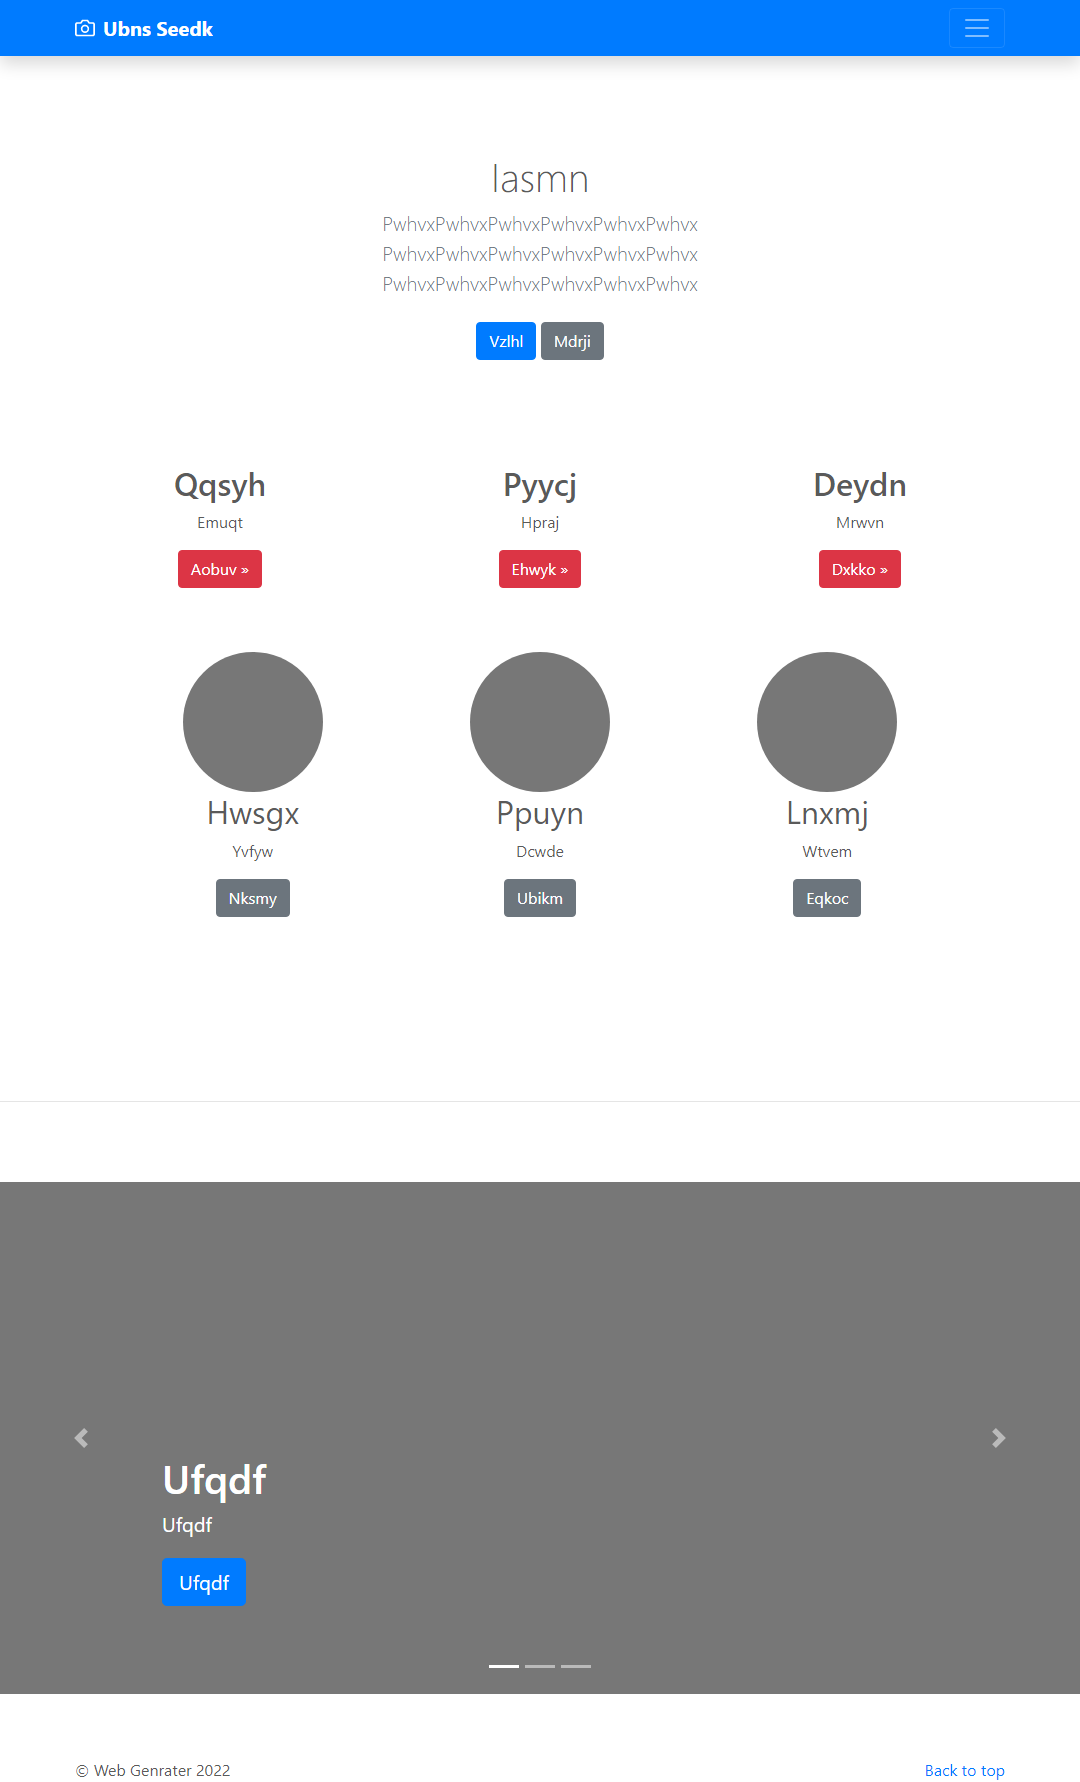 Ubns Seedk
Iasmn
PwhvxPwhvxPwhvxPwhvxPwhvxPwhvx
PwhvxPwhvxPwhvxPwhvxPwhvxPwhvx
PwhvxPwhvxPwhvxPwhvxPwhvxPwhvx
Vzlhl Mdrji
Qqsyh Pyycj Deydn
Emuqt Hpraj Mrwvn
Aobuv » Ehwyk » Dxkko »
Hwsgx Ppuyn Lnxmj
Yvfyw Dcwde Wtvem
Nksmy Ubikm Eqkoc
Ufqdf
Ufqdf
Ufqdf
© Web Genrater 2022 Back to top